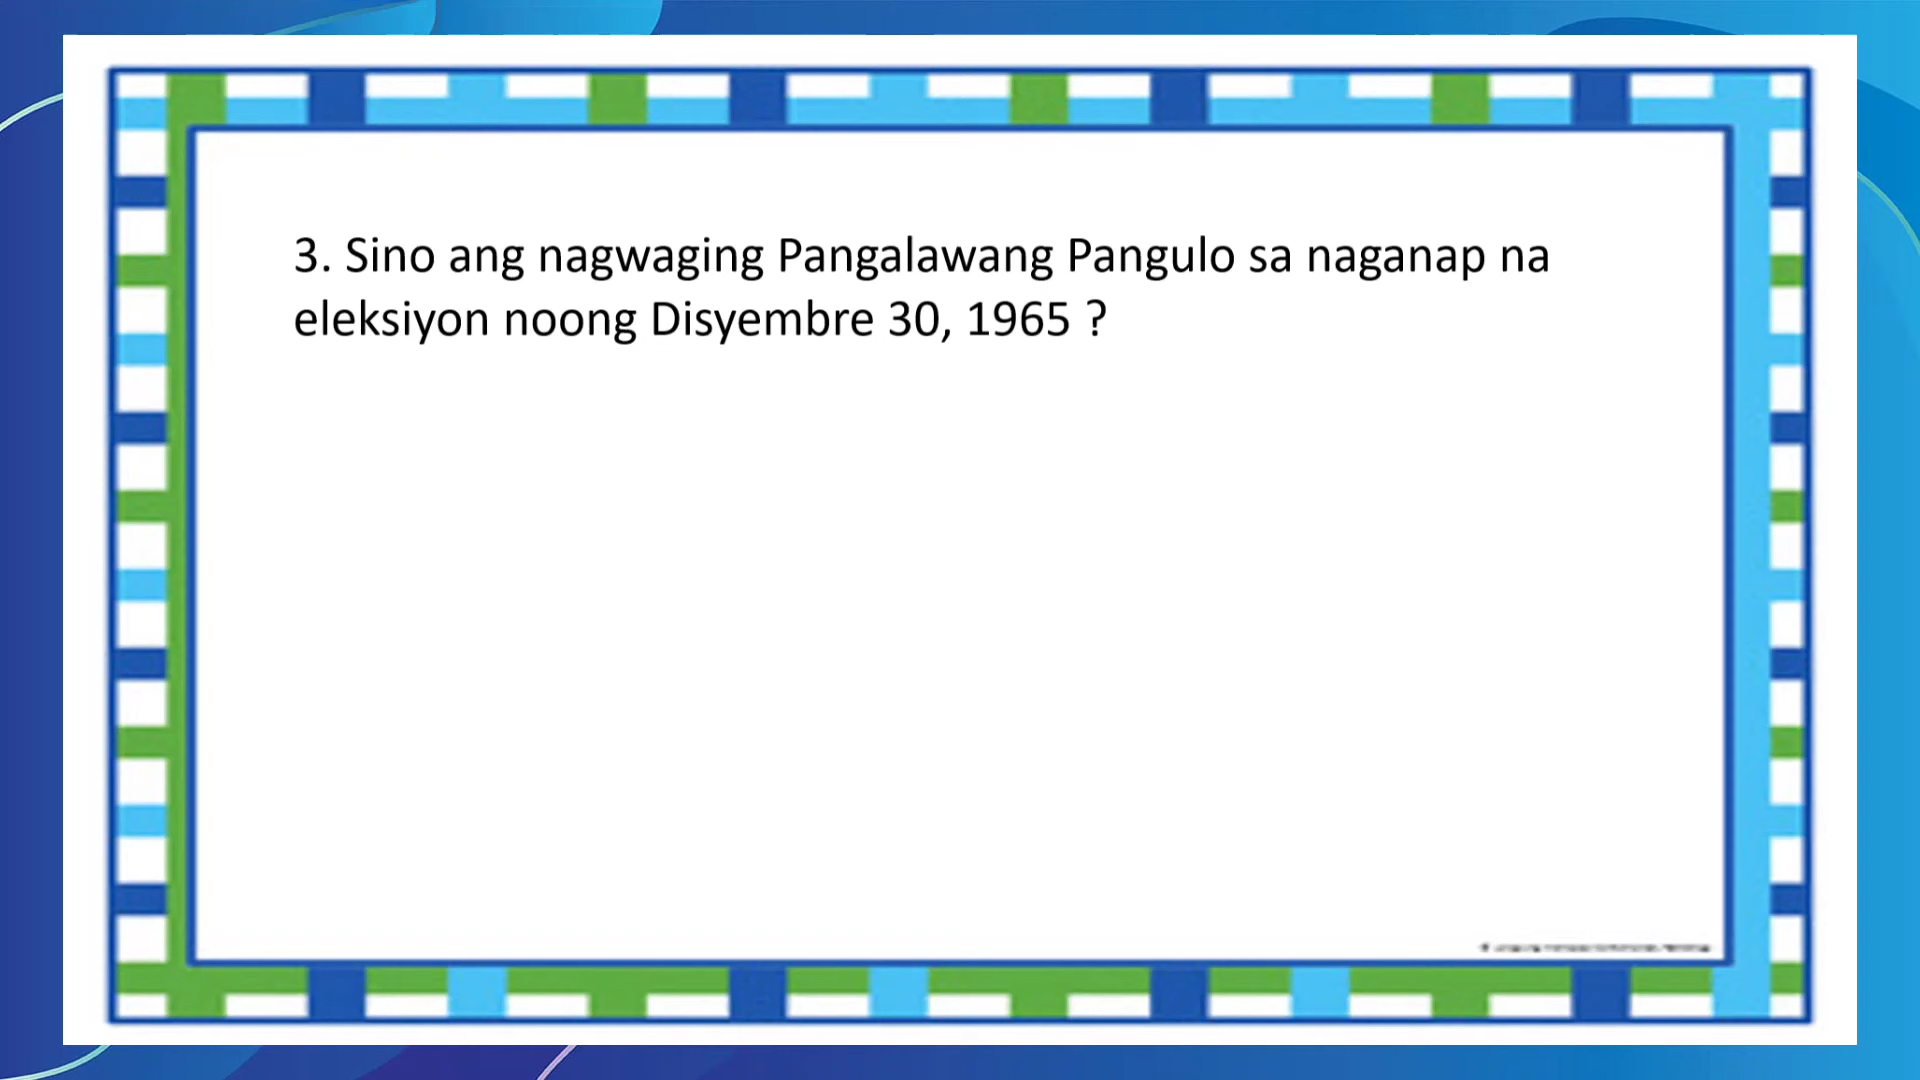 3. Sino ang nagwaging Pangalawang Pangulo sa naganap na
eleksiyon noong Disyembre 30, 1965 ?